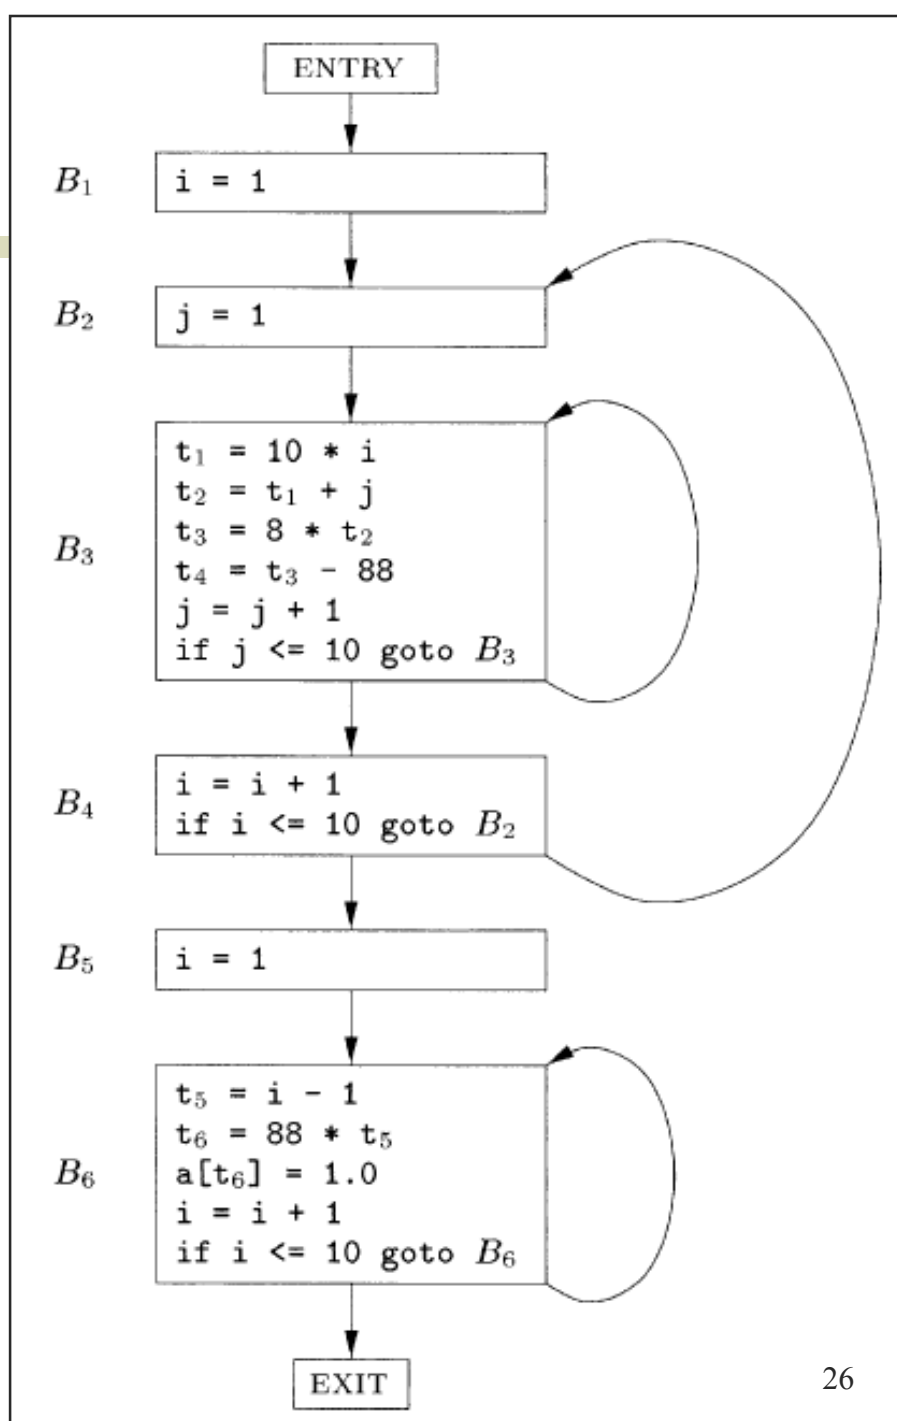 ENTRY
B₁ i = 1
B₂ j = 1
t₁ = 10 * i
t₂ = t₁ + j
B₃ t₃ = 8 * t₂
t₄ = t₃ - 88
j = j + 1
if j <= 10 goto B₃
B₄ i = i + 1
if i <= 10 goto B₂
B₅ i = 1
t₅ = i - 1
t₆ = 88 * t₅
B₆ a[t₆] = 1.0
i = i + 1
if i <= 10 goto B₆
EXIT
26